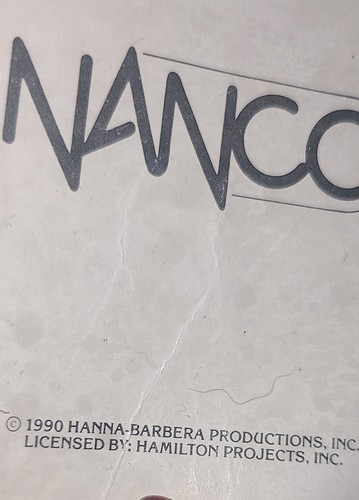 NANCO
© 1990 HANNA-BARBERA PRODUCTIONS, INC.
LICENSED BY: HAMILTON PROJECTS, INC.